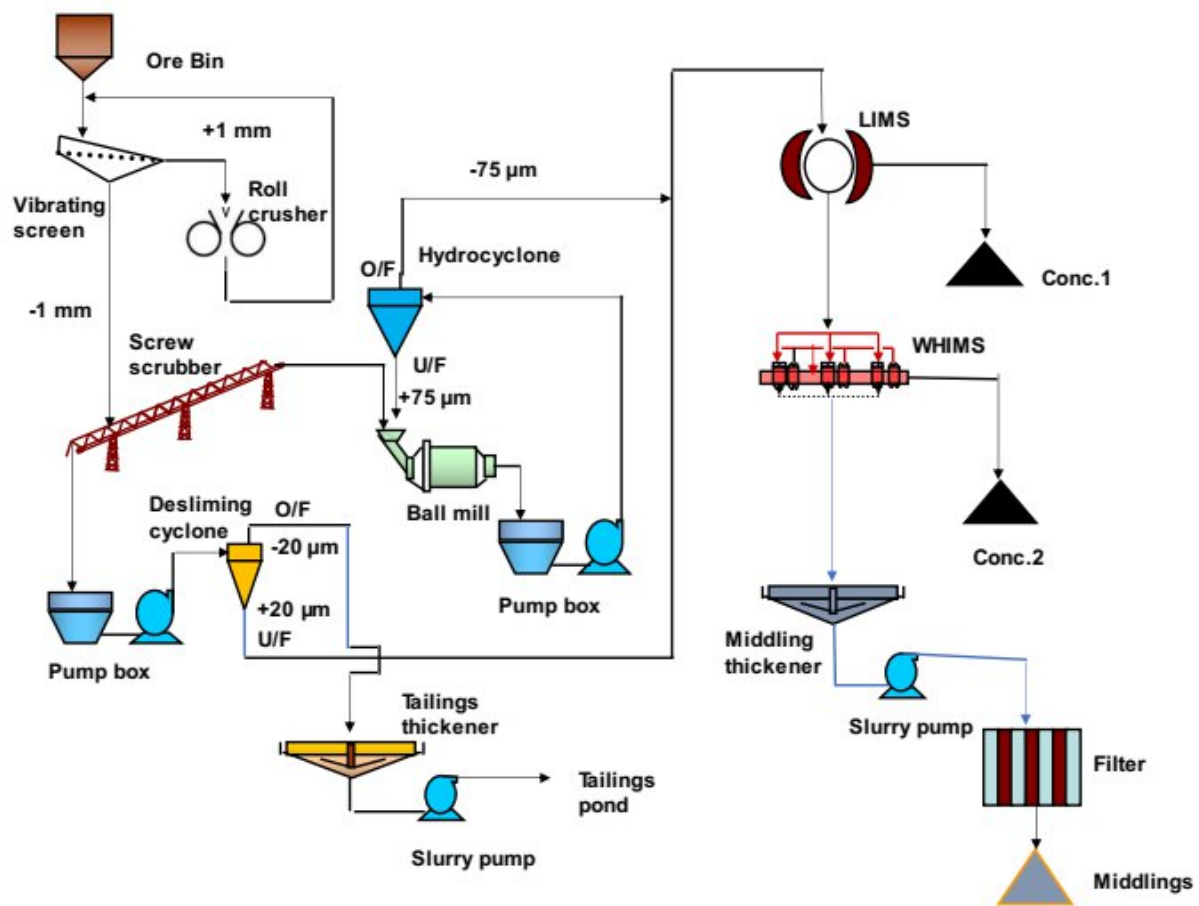 Ore Bin
+1 mm
LIMS
-75 µm
Roll
crusher
V
Vibrating
screen
Hydrocyclone
O/F
Conc.1
-1 mm
Screw
scrubber
WHIMS
U/F
+75 µm
Desliming
cyclone
O/F
-20 µm
Ball mill
Conc.2
+20 µm
U/F
Pump box
Pump box
Middling
thickener
Tailings
thickener
Slurry pump
Filter
Tailings
pond
Slurry pump
Middlings